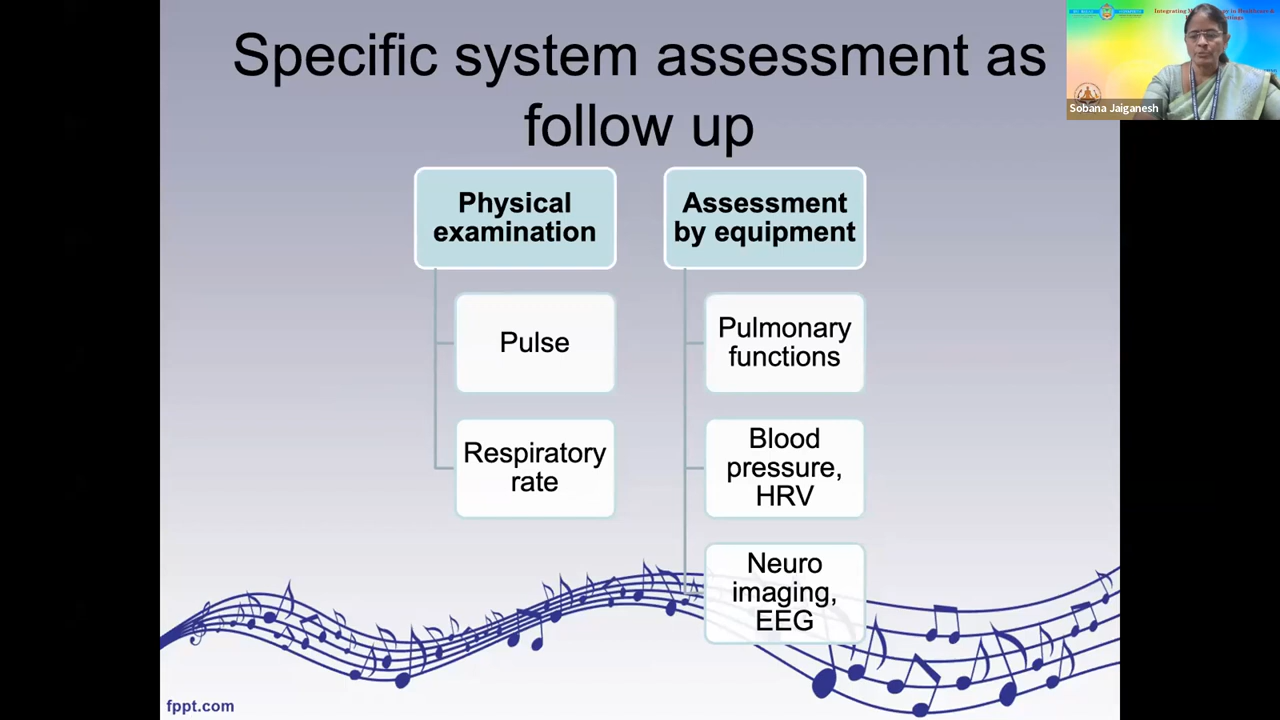 Specific system assessment as
follow up
Physical
examination
Pulse
Respiratory
rate
Assessment
by equipment
Pulmonary
functions
Blood
pressure,
HRV
Neuro
imaging,
EEG
fppt.com
Sobana Jaiganesh